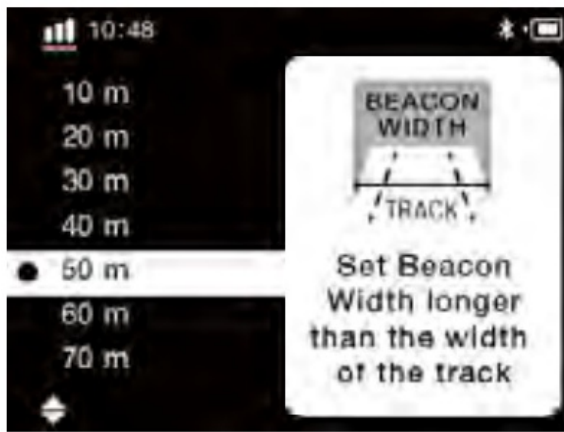 10:48
10 m
20 m
30 m
40 m
50 m
60 m
70 m
BEACON
WIDTH
TRACK
Set Beacon
Width longer
than the width
of the track